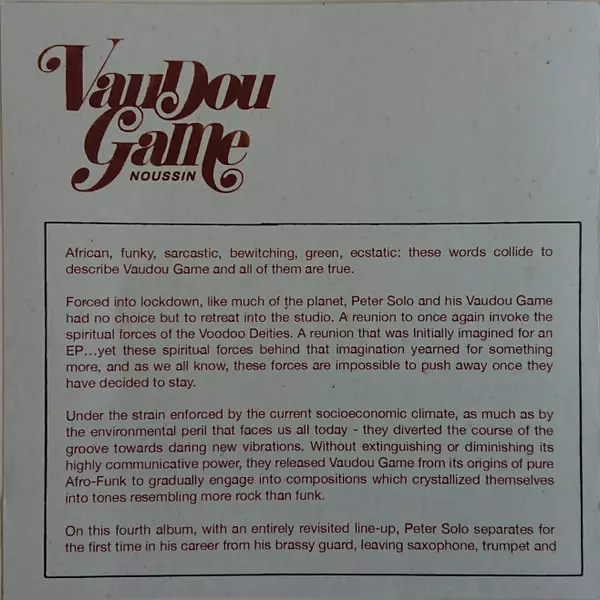 VauDou
Game
NOUSSIN
African, funky, sarcastic, bewitching, green, ecstatic: these words collide to
describe Vaudou Game and all of them are true.
Forced into lockdown, like much of the planet, Peter Solo and his Vaudou Game
had no choice but to retreat into the studio. A reunion to once again invoke the
spiritual forces of the Voodoo Deities. A reunion that was Initially imagined for an
EP...yet these spiritual forces behind that imagination yearned for something
more, and as we all know, these forces are impossible to push away once they
have decided to stay.
Under the strain enforced by the current socioeconomic climate, as much as by
the environmental peril that faces us all today - they diverted the course of the
groove towards daring new vibrations. Without extinguishing or diminishing its
highly communicative power, they released Vaudou Game from its origins of pure
Afro-Funk to gradually engage into compositions which crystallized themselves
into tones resembling more rock than funk.
On this fourth album, with an entirely revisited line-up, Peter Solo separates for
the first time in his career from his brassy guard, leaving saxophone, trumpet and